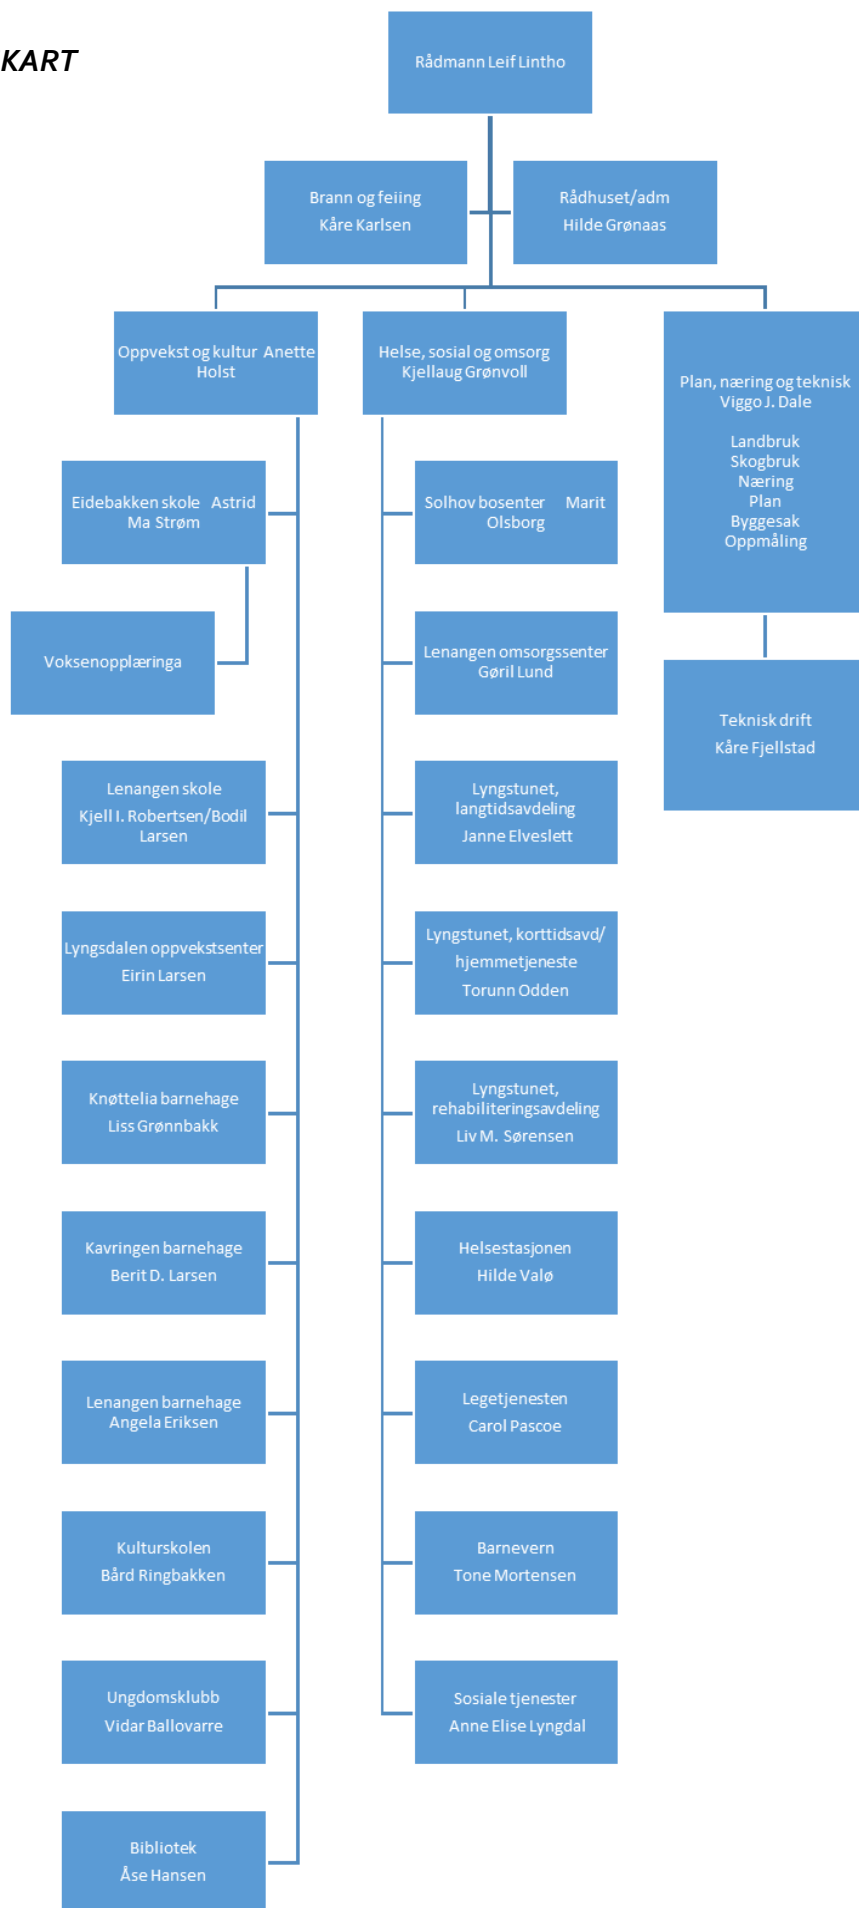 KART
Rådmann Leif Lintho
Brann og feiing
Kåre Karlsen
Rådhuset/adm
Hilde Grønaas
Oppvekst og kultur Anette
Holst
Helse, sosial og omsorg
Kjellaug Grønvoll
Plan, næring og teknisk
Viggo J. Dale
Landbruk
Skogbruk
Næring
Plan
Byggesak
Oppmåling
Eidebakken skole Astrid
Ma Strøm
Voksenopplæringa
Lenangen skole
Kjell I. Robertsen/Bodil
Larsen
Lyngsdalen oppvekstsenter
Eirin Larsen
Knøttelia barnehage
Liss Grønnbakk
Kavringen barnehage
Berit D. Larsen
Lenangen barnehage
Angela Eriksen
Kulturskolen
Bård Ringbakken
Ungdomsklubb
Vidar Ballovarre
Bibliotek
Åse Hansen
Solhov bosenter Marit
Olsborg
Lenangen omsorgssenter
Gøril Lund
Lyngstunet,
langtidsavdeling
Janne Elveslett
Lyngstunet, korttidsavd/
hjemmetjeneste
Torunn Odden
Lyngstunet,
rehabiliteringsavdeling
Liv M. Sørensen
Helsestasjonen
Hilde Valø
Legetjenesten
Carol Pascoe
Barnevern
Tone Mortensen
Sosiale tjenester
Anne Elise Lyngdal
Teknisk drift
Kåre Fjellstad